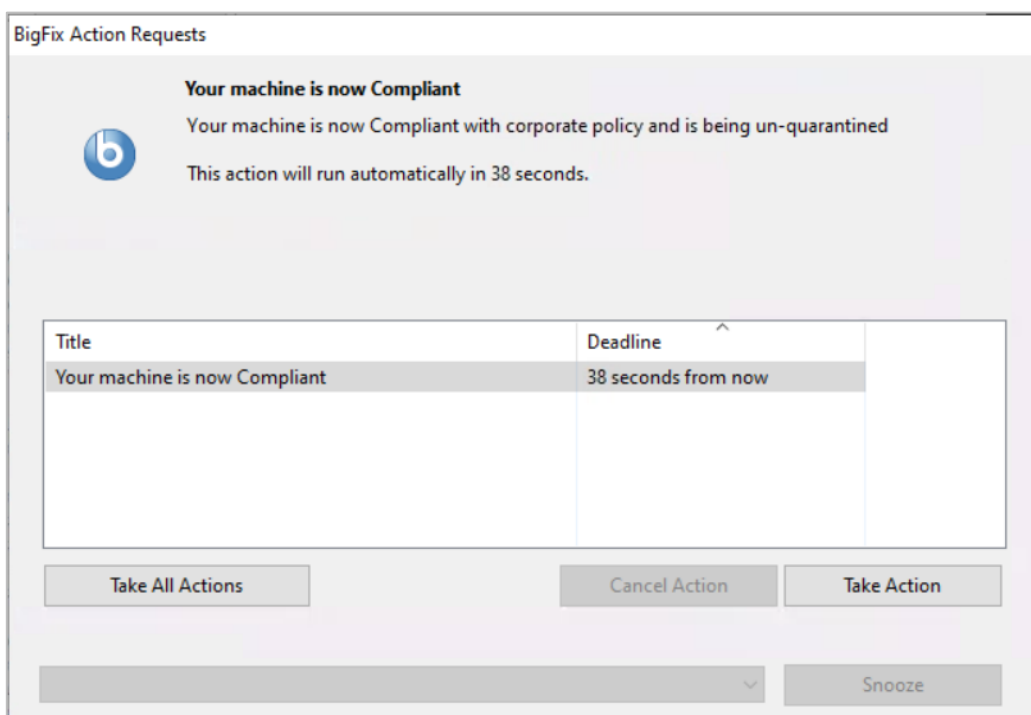 BigFix Action Requests
Your machine is now Compliant
Your machine is now Compliant with corporate policy and is being un-quarantined
This action will run automatically in 38 seconds.
Title Deadline
Your machine is now Compliant 38 seconds from now
Take All Actions Cancel Action Take Action
Snooze